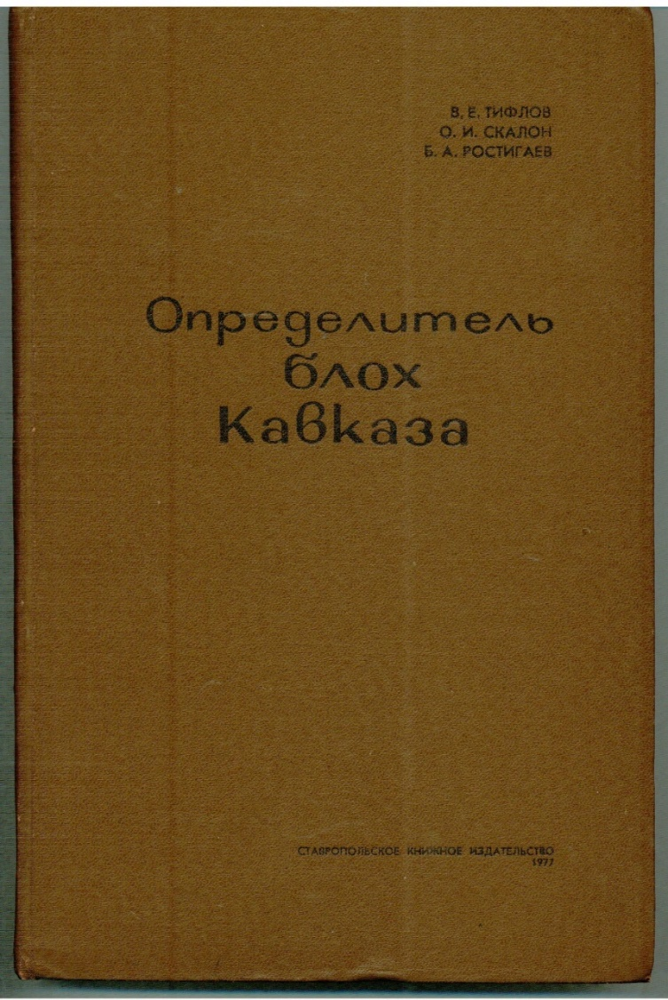 В. Е. ТИФЛОВ
О. И. СКАЛОН
Б. А. РОСТИГАЕВ
Определитель
блох
Кавказа
СТАВРОПОЛЬСКОЕ КНИЖНОЕ ИЗДАТЕЛЬСТВО
1977